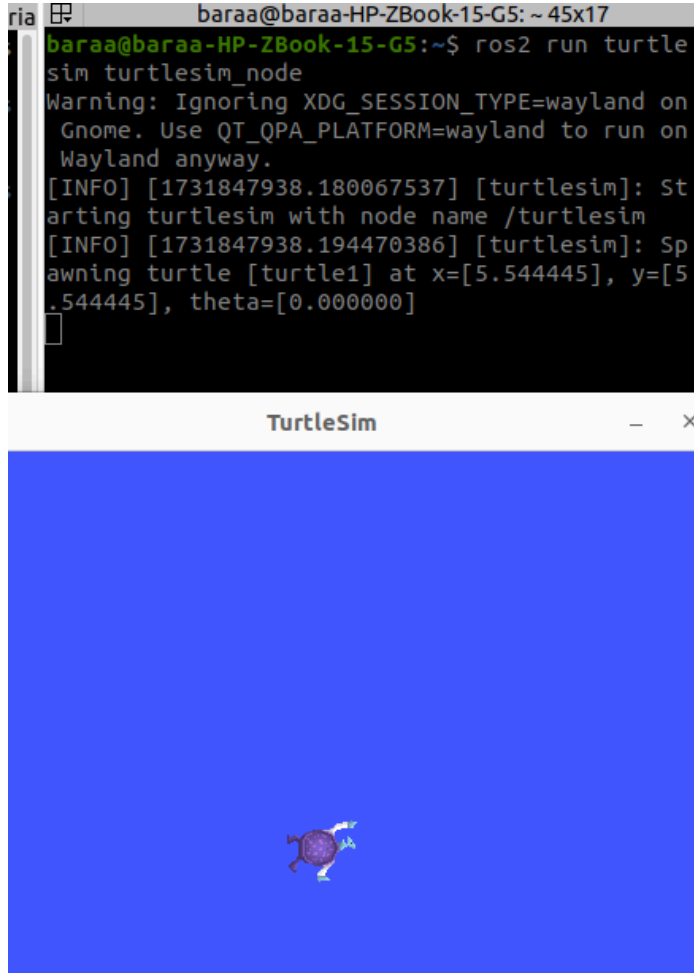 ria
baraa@baraa-HP-ZBook-15-G5: ~ 45x17
baraa@baraa-HP-ZBook-15-G5:~$ ros2 run turtle
sim turtlesim_node
Warning: Ignoring XDG_SESSION_TYPE=wayland on
 Gnome. Use QT_QPA_PLATFORM=wayland to run on
 Wayland anyway.
[INFO] [1731847938.180067537] [turtlesim]: St
arting turtlesim with node name /turtlesim
[INFO] [1731847938.194470386] [turtlesim]: Sp
awning turtle [turtle1] at x=[5.544445], y=[5
.544445], theta=[0.000000]
TurtleSim